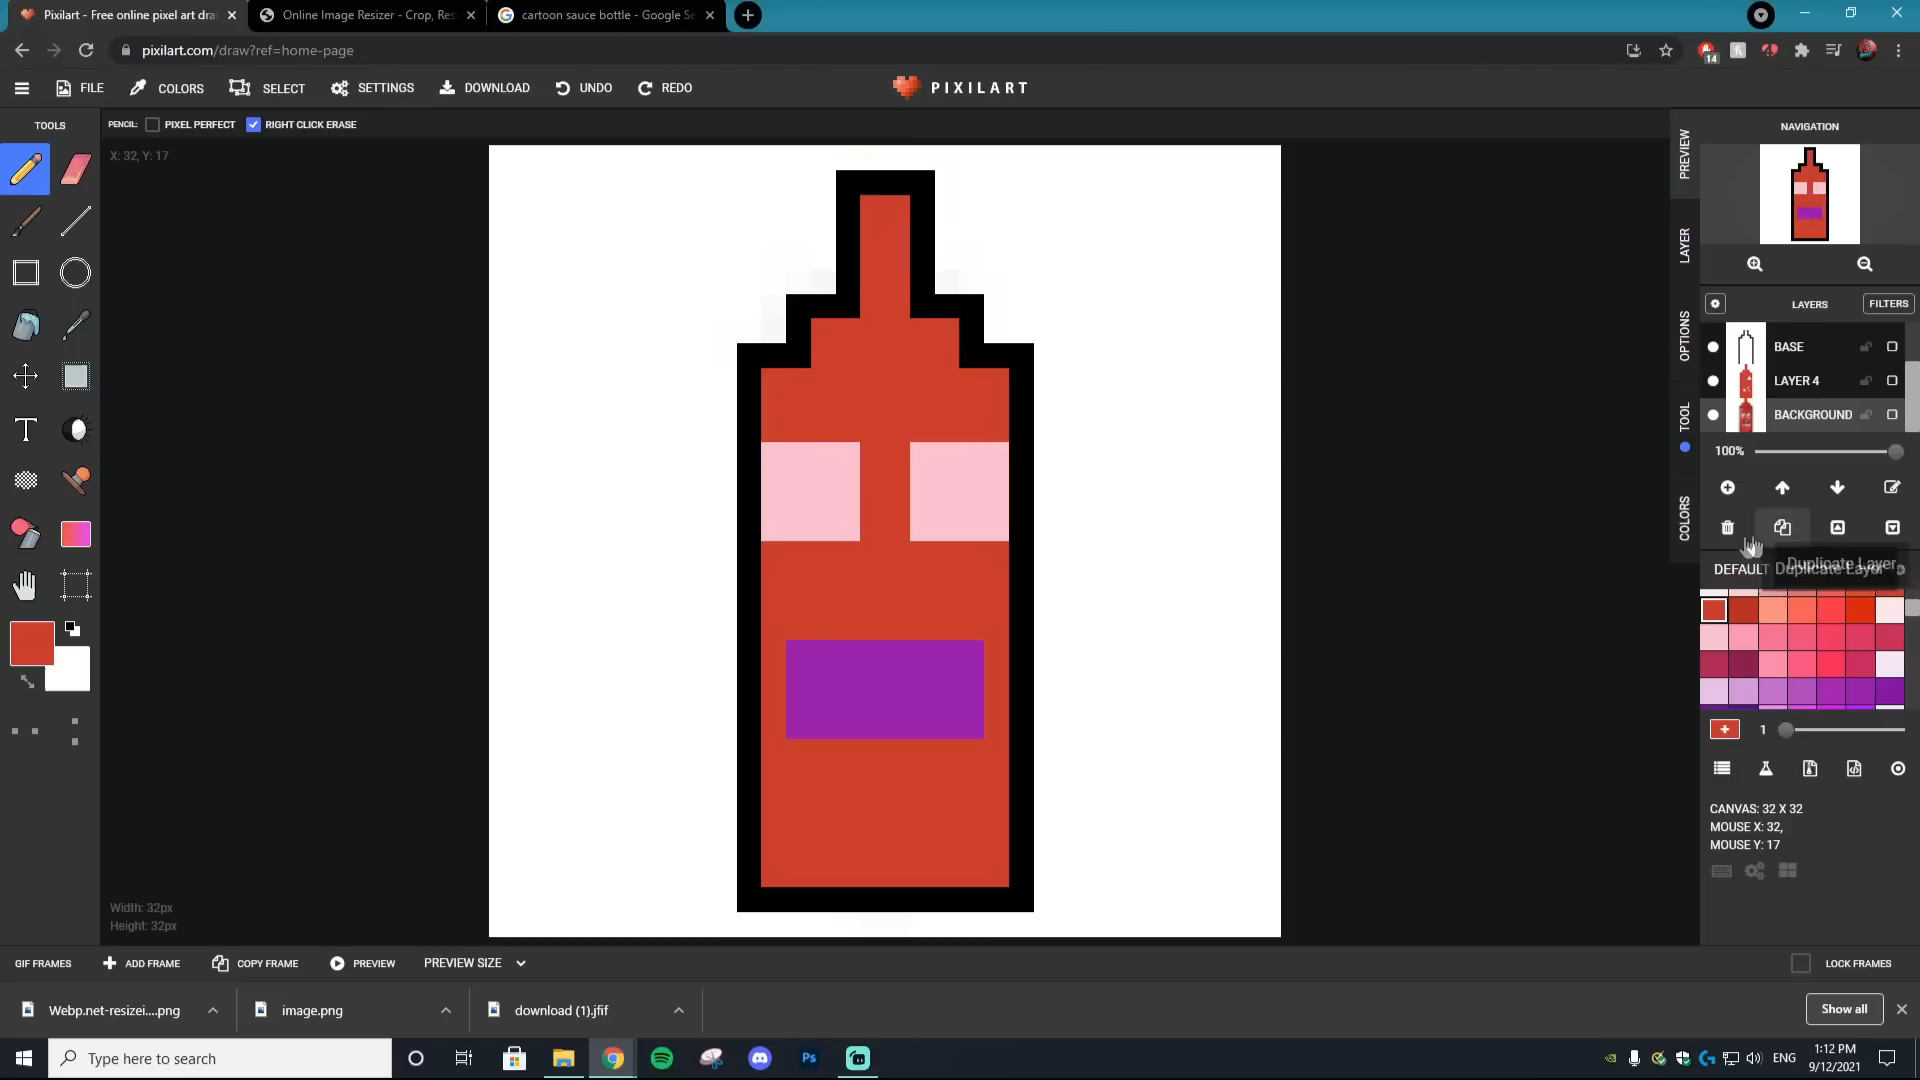 Pixilart - Free online pixel art dra
Online Image Resizer - Crop, Res
cartoon sauce bottle - Google Se
pixilart.com/draw?ref=home-page
14
FILE
COLORS
SELECT
SETTINGS
DOWNLOAD
UNDO
REDO
PIXILART
TOOLS
PENCIL:
PIXEL PERFECT
RIGHT CLICK ERASE
X: 32, Y: 17
PREVIEW
LAYER
OPTIONS
TOOL
COLORS
NAVIGATION
LAYERS
FILTERS
BASE
LAYER 4
BACKGROUND
100%
Duplicate Layer
DEFAULT
Duplicate Layer
1
CANVAS: 32 X 32
MOUSE X: 32,
MOUSE Y: 17
Width: 32px
Height: 32px
GIF FRAMES
ADD FRAME
COPY FRAME
PREVIEW
PREVIEW SIZE
LOCK FRAMES
Webp.net-resizei....png
image.png
download (1).jfif
Show all
Type here to search
Ps
ENG
1:12 PM
9/12/2021